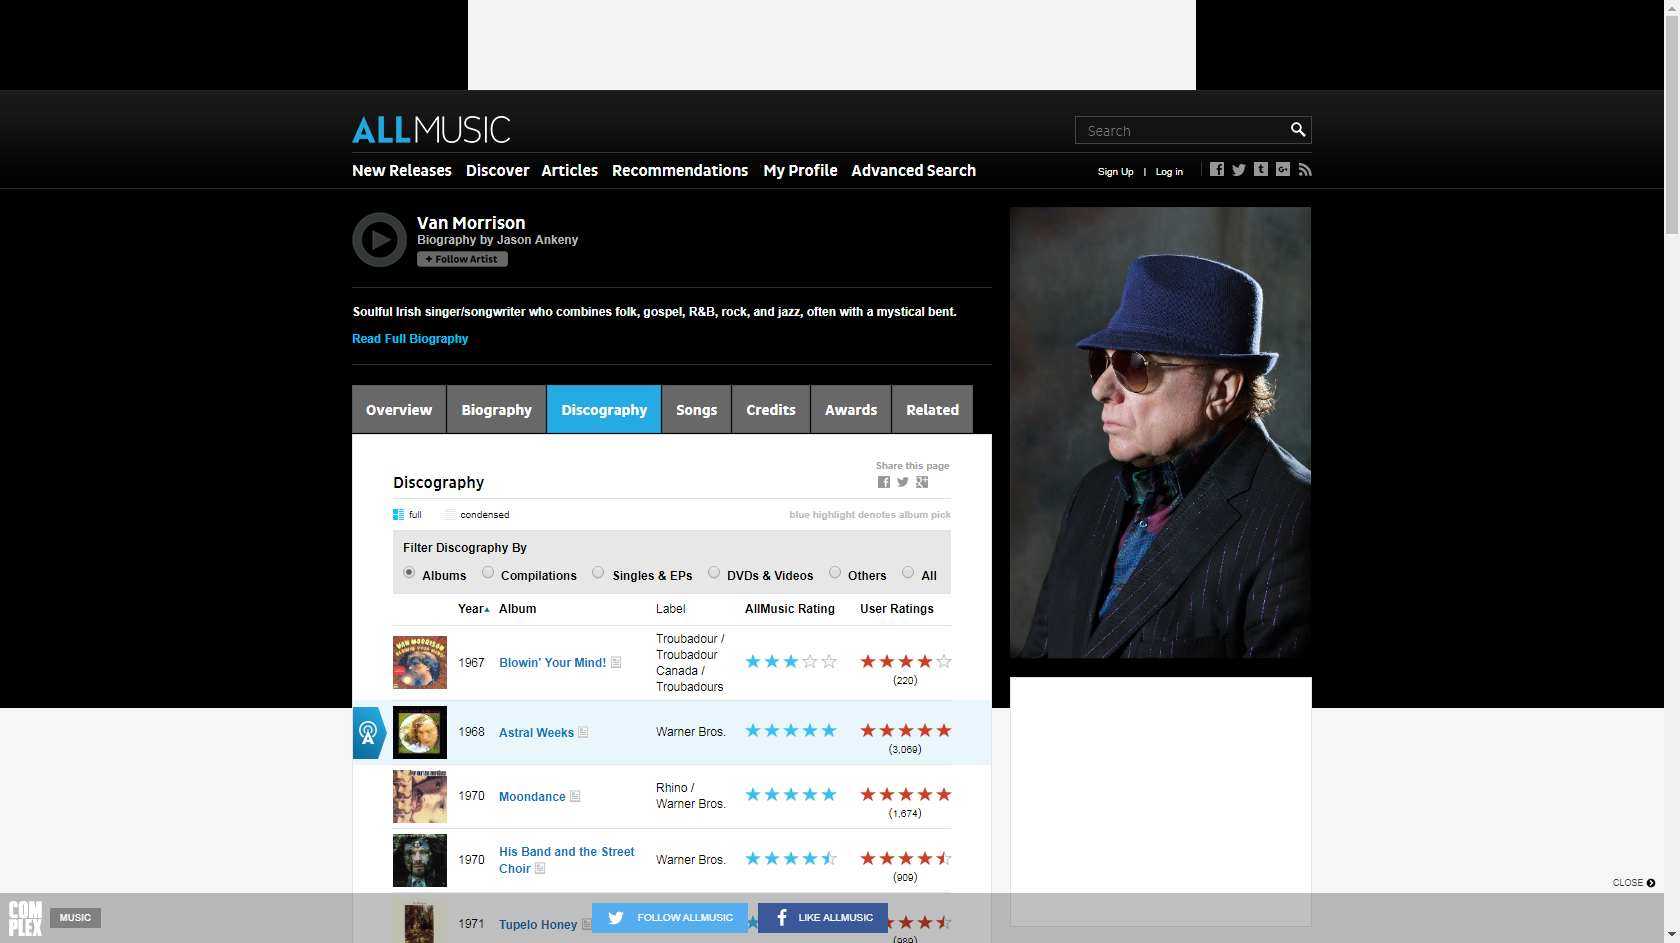 ALLMUSIC
Search
New Releases Discover Articles Recommendations My Profile Advanced Search
Sign Up | Log in
Van Morrison
Biography by Jason Ankeny
+ Follow Artist
Soulful Irish singer/songwriter who combines folk, gospel, R&B, rock, and jazz, often with a mystical bent.
Read Full Biography
Overview Biography Discography Songs Credits Awards Related
Share this page
Discography
full condensed blue highlight denotes album pick
Filter Discography By
Albums Compilations Singles & EPs DVDs & Videos Others All
Year Album Label AllMusic Rating User Ratings
VAN MORRISON
BLOWIN' YOUR MIND!
1967 Blowin' Your Mind!
Troubadour /
Troubadour
Canada /
Troubadours
(220)
1968 Astral Weeks Warner Bros.
(3,069)
1970 Moondance
Rhino /
Warner Bros.
(1,674)
1970
His Band and the Street
Choir
Warner Bros.
(909)
1971 Tupelo Honey
(989)
CLOSE
COMPLEX
MUSIC
FOLLOW ALLMUSIC
LIKE ALLMUSIC